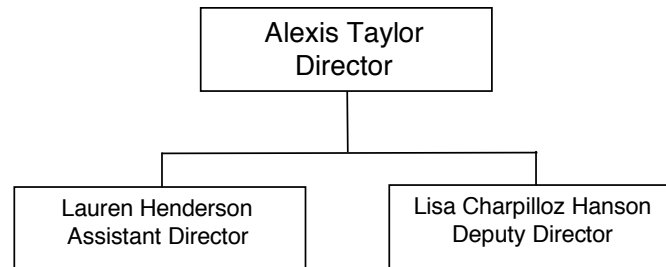 Alexis Taylor
Director
Lauren Henderson
Assistant Director
Lisa Charpilloz Hanson
Deputy Director